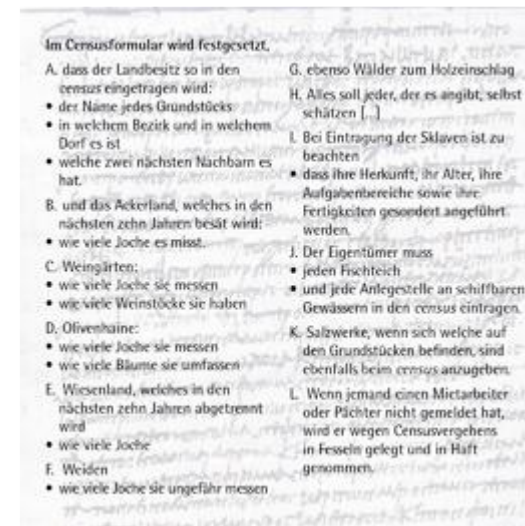 Im Censusformular wird festgesetzt,
A. dass der Landbesitz so in den
census eingetragen wird:
• der Name jedes Grundstücks
• in welchem Bezirk und in welchem
Dorf es ist
• welche zwei nächsten Nachbarn es
hat.
B. und das Ackerland, welches in den
nächsten zehn Jahren besät wird:
• wie viele Joche es misst.
C. Weingärten:
• wie viele Joche sie messen
• wie viele Weinstöcke sie haben
D. Olivenhaine:
• wie viele Joche sie messen
• wie viele Bäume sie umfassen
E. Wiesenland, welches in den
nächsten zehn Jahren abgetrennt
wird
• wie viele Joche
F. Weiden
• wie viele Joche sie ungefähr messen
G. ebenso Wälder zum Holzeinschlag
H. Alles soll jeder, der es angibt, selbst
schätzen [ ]
I. Bei Eintragung der Sklaven ist zu
beachten
• dass ihre Herkunft, ihr Alter, ihre
Aufgabenbereiche sowie ihre
Fertigkeiten gesondert angeführt
werden.
J. Der Eigentümer muss
• jeden Fischteich
• und jede Anlegestelle an schiffbaren
Gewässern in den census eintragen.
K. Salzwerke, wenn sich welche auf
den Grundstücken befinden, sind
ebenfalls beim census anzugeben.
L. Wenn jemand einen Mietarbeiter
oder Pächter nicht gemeldet hat,
wird er wegen Censusvergehens
in Fesseln gelegt und in Haft
genommen.